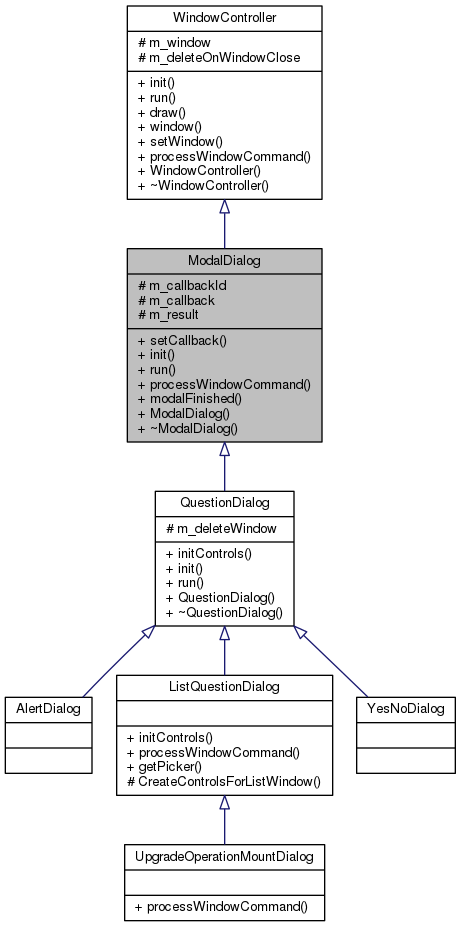 WindowController
# m_window
# m_deleteOnWindowClose
+ init()
+ run()
+ draw()
+ window()
+ setWindow()
+ processWindowCommand()
+ WindowController()
+ ~WindowController()
ModalDialog
# m_callbackId
# m_callback
# m_result
+ setCallback()
+ init()
+ run()
+ processWindowCommand()
+ modalFinished()
+ ModalDialog()
+ ~ModalDialog()
QuestionDialog
# m_deleteWindow
+ initControls()
+ init()
+ run()
+ QuestionDialog()
+ ~QuestionDialog()
AlertDialog
ListQuestionDialog
+ initControls()
+ processWindowCommand()
+ getPicker()
# CreateControlsForListWindow()
YesNoDialog
UpgradeOperationMountDialog
+ processWindowCommand()